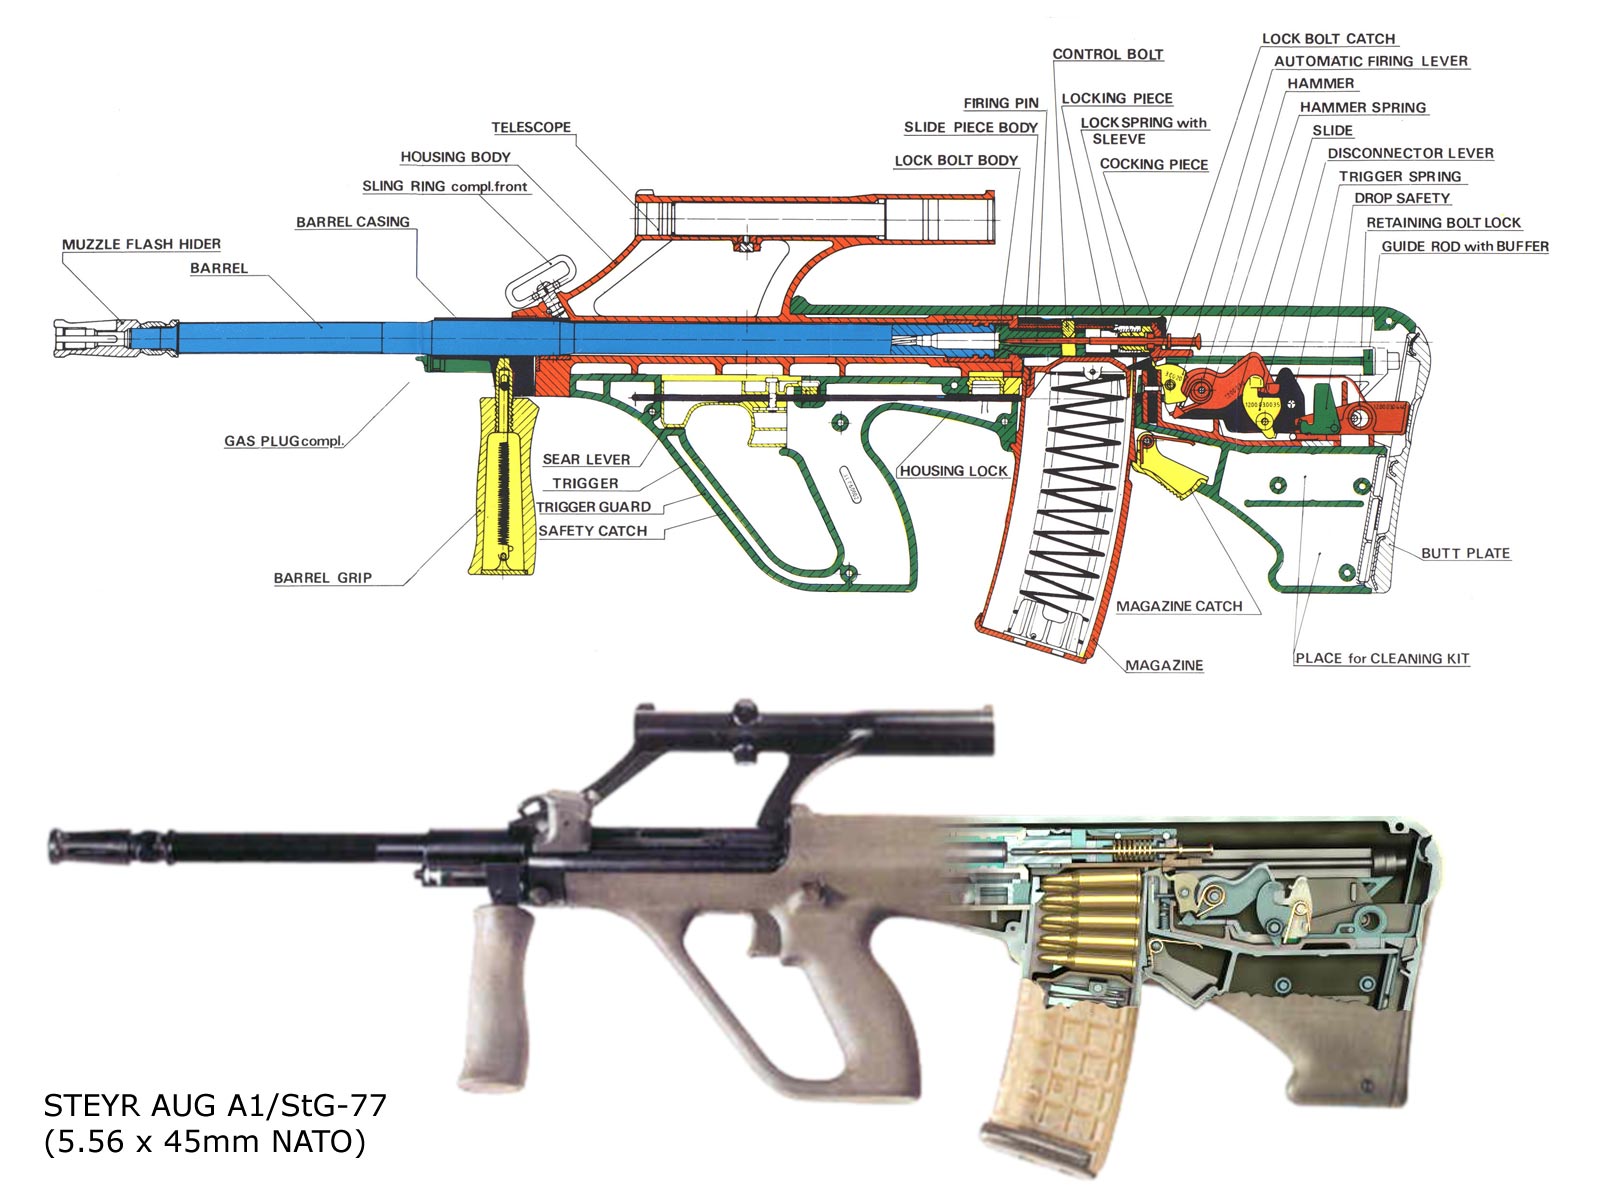 LOCK BOLT CATCH
CONTROL BOLT
AUTOMATIC FIRING LEVER
HAMMER
FIRING PIN
LOCKING PIECE
HAMMER SPRING
TELESCOPE
SLIDE PIECE BODY
LOCKSPRING with
SLEEVE
SLIDE
HOUSING BODY
LOCK BOLT BODY
COCKING PIECE
DISCONNECTOR LEVER
SLING RING compl.front
TRIGGER SPRING
DROP SAFETY
BARREL CASING
RETAINING BOLT LOCK
MUZZLE FLASH HIDER
GUIDE ROD with BUFFER
BARREL
GAS PLUG compl.
SEAR LEVER
HOUSING LOCK
TRIGGER
TRIGGER GUARD
SAFETY CATCH
BUTT PLATE
BARREL GRIP
MAGAZINE CATCH
MAGAZINE
PLACE for CLEANING KIT
STEYR AUG A1/StG-77
(5.56 x 45mm NATO)